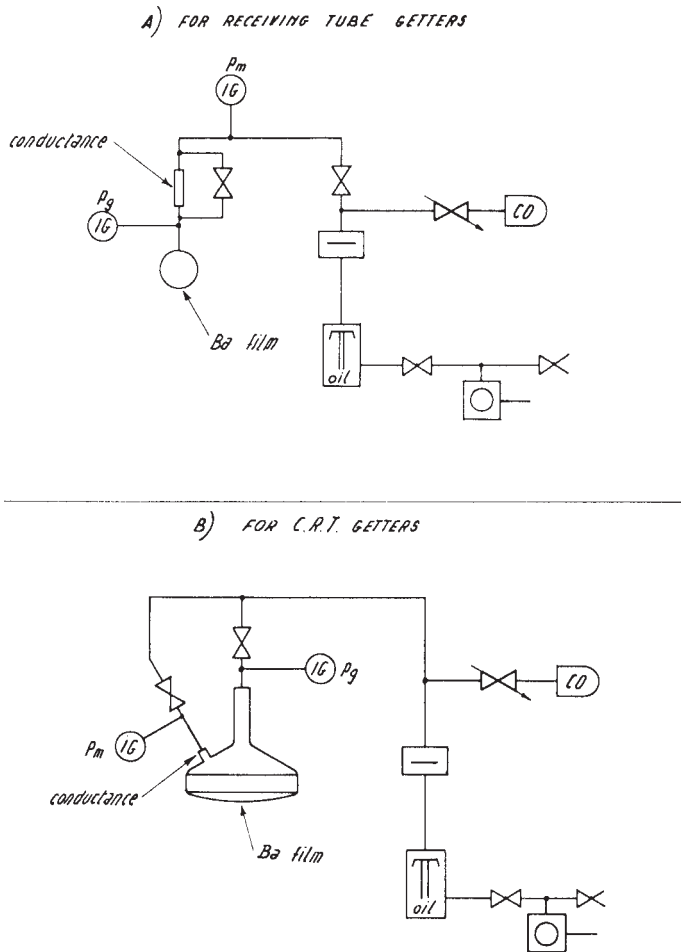 A) FOR RECEIVING TUBE GETTERS
Pm
IG
conductance
Pg
IG
CO
Ba film
oil
B) FOR C.R.T. GETTERS
IG Pg
CO
Pm IG
conductance
Ba film
oil